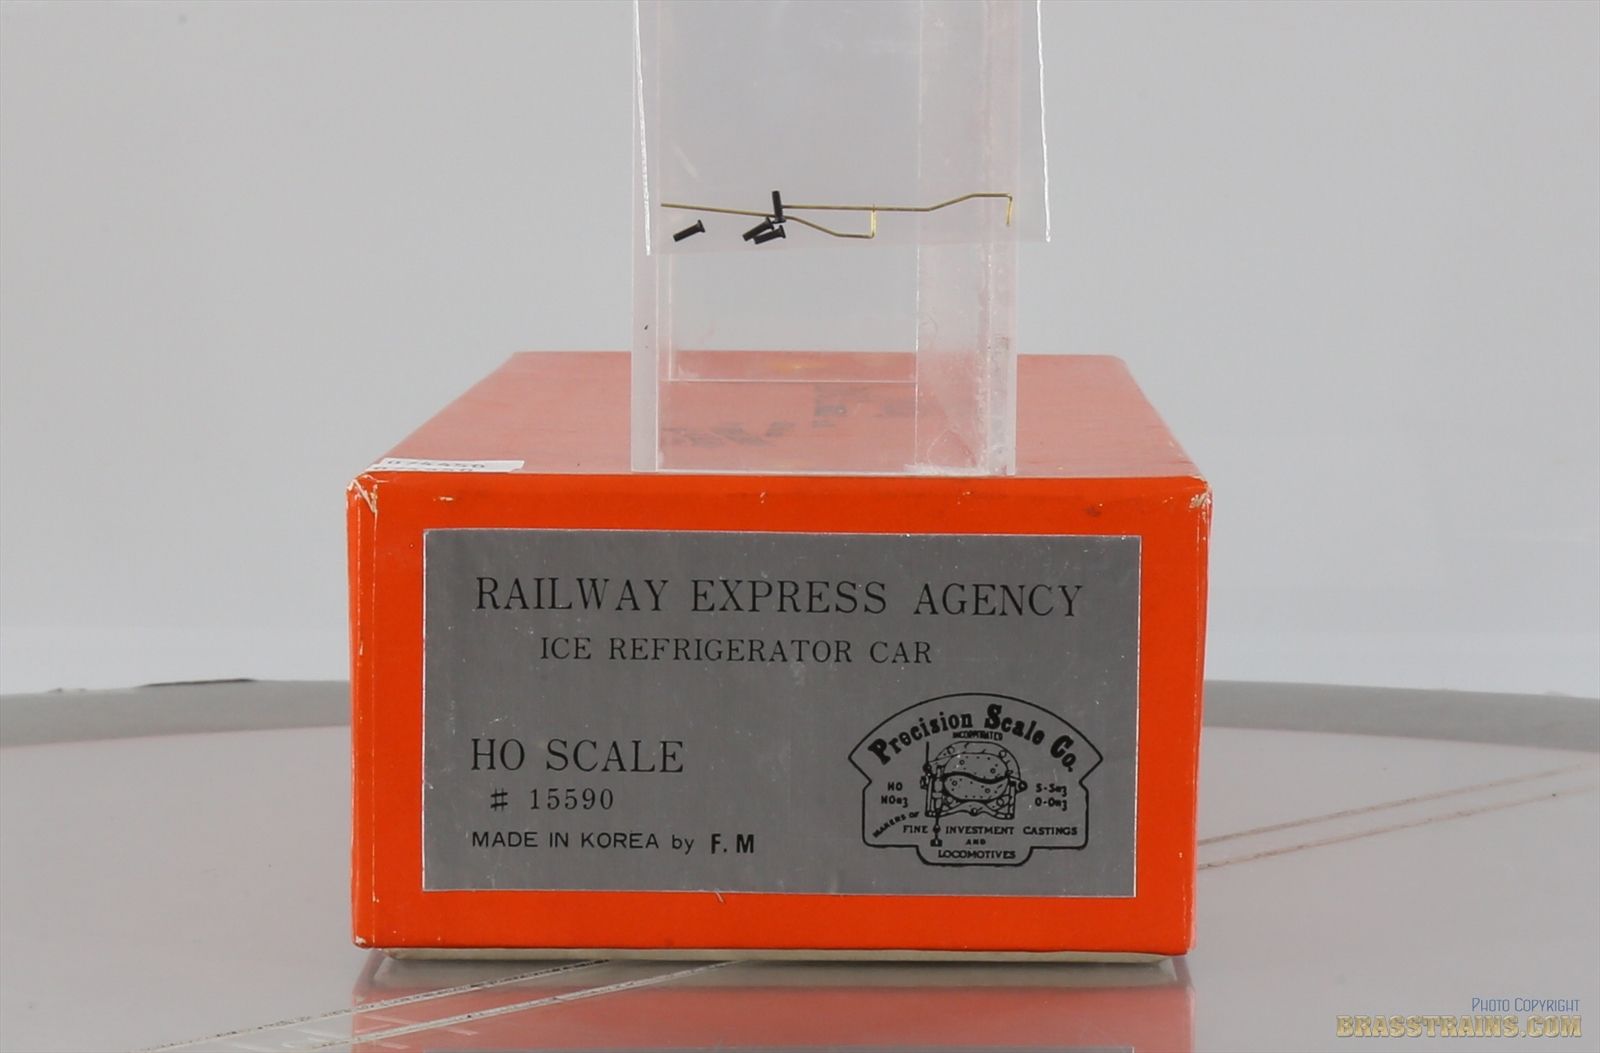 RAILWAY EXPRESS AGENCY
ICE REFRIGERATOR CAR
HO SCALE
# 15590
MADE IN KOREA by F.M
Precision Scale Co.
INCORPORATED
HO
HOn3
S-Sn3
O-On3
MAKERS OF
FINE INVESTMENT CASTINGS
AND
LOCOMOTIVES
PHOTO COPYRIGHT
BRASSTRAINS.COM